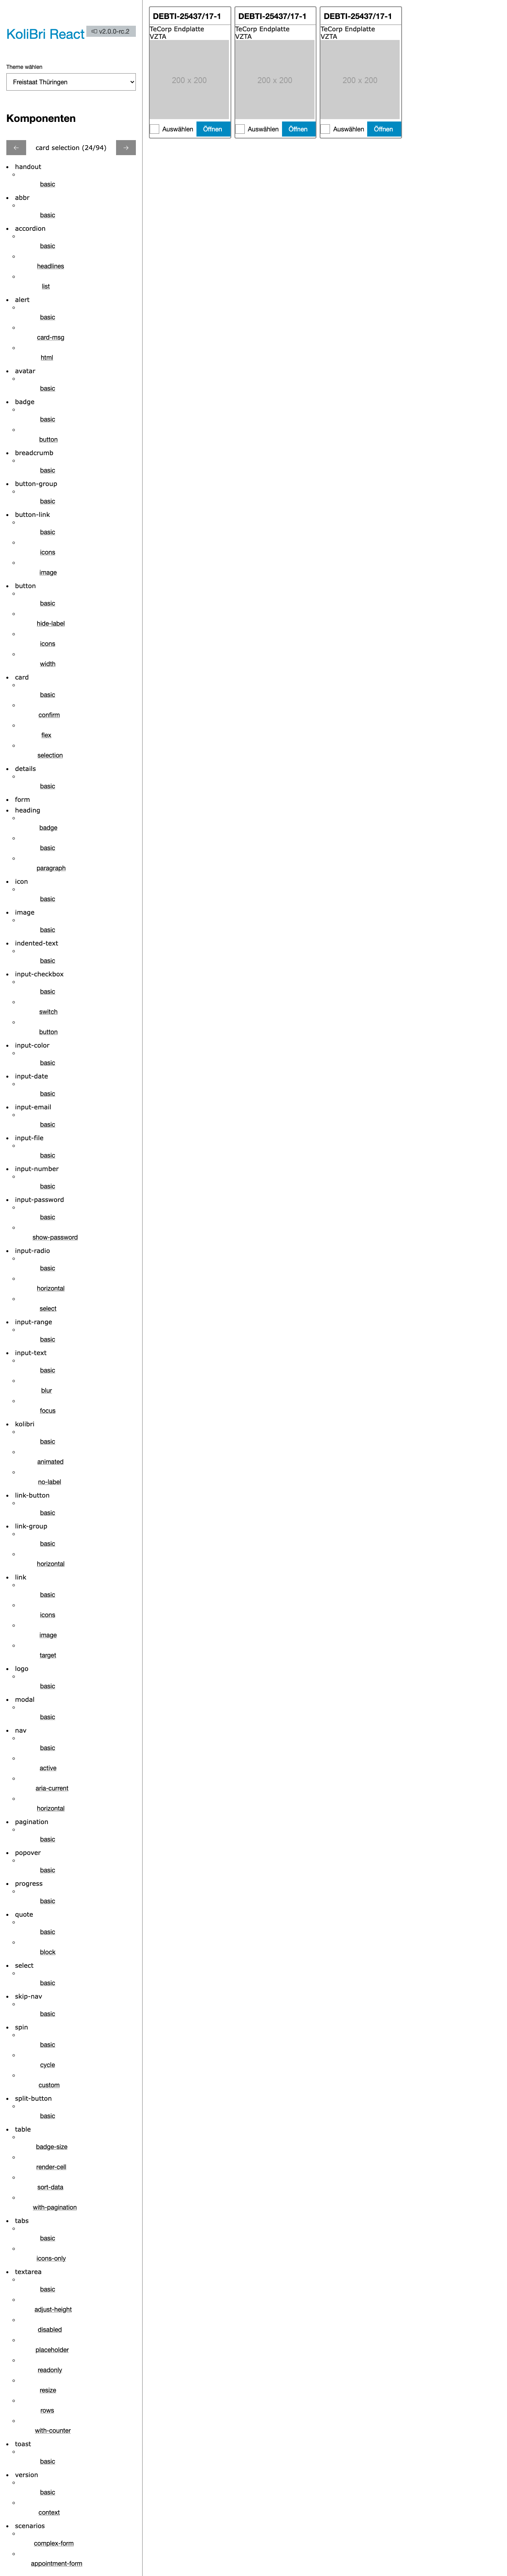 KoliBri React
v2.0.0-rc.2
Theme wählen
Freistaat Thüringen
Komponenten
← card selection (24/94) →
handout
basic
abbr
basic
accordion
basic
headlines
list
alert
basic
card-msg
html
avatar
basic
badge
basic
button
breadcrumb
basic
button-group
basic
button-link
basic
icons
image
button
basic
hide-label
icons
width
card
basic
confirm
flex
selection
details
basic
form
heading
badge
basic
paragraph
icon
basic
image
basic
indented-text
basic
input-checkbox
basic
switch
button
input-color
basic
input-date
basic
input-email
basic
input-file
basic
input-number
basic
input-password
basic
show-password
input-radio
basic
horizontal
select
input-range
basic
input-text
basic
blur
focus
kolibri
basic
animated
no-label
link-button
basic
link-group
basic
horizontal
link
basic
icons
image
target
logo
basic
modal
basic
nav
basic
active
aria-current
horizontal
pagination
basic
popover
basic
progress
basic
quote
basic
block
select
basic
skip-nav
basic
spin
basic
cycle
custom
split-button
basic
table
badge-size
render-cell
sort-data
with-pagination
tabs
basic
icons-only
textarea
basic
adjust-height
disabled
placeholder
readonly
resize
rows
with-counter
toast
basic
version
basic
context
scenarios
complex-form
appointment-form
DEBTI-25437/17-1
TeCorp Endplatte
VZTA
200 x 200
Auswählen Öffnen
DEBTI-25437/17-1
TeCorp Endplatte
VZTA
200 x 200
Auswählen Öffnen
DEBTI-25437/17-1
TeCorp Endplatte
VZTA
200 x 200
Auswählen Öffnen